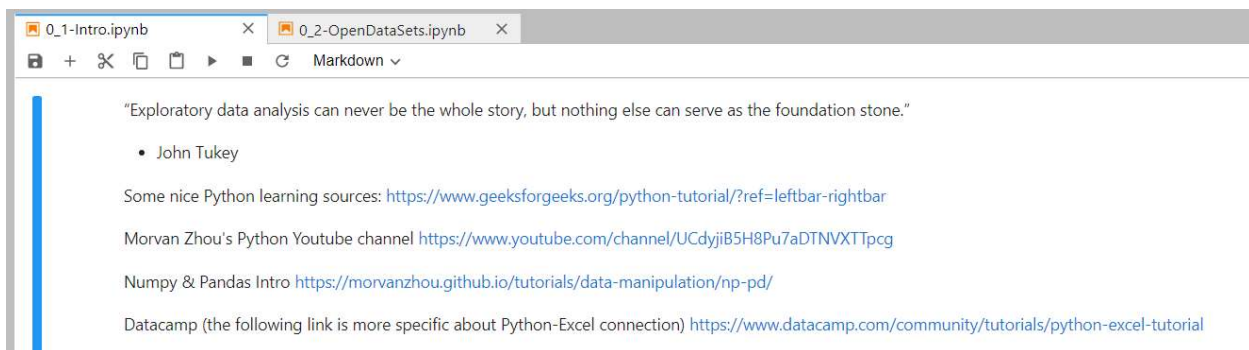 0_1-Intro.ipynb
0_2-OpenDataSets.ipynb
Markdown
“Exploratory data analysis can never be the whole story, but nothing else can serve as the foundation stone.”
• John Tukey
Some nice Python learning sources: https://www.geeksforgeeks.org/python-tutorial/?ref=leftbar-rightbar
Morvan Zhou's Python Youtube channel https://www.youtube.com/channel/UCdyjiB5H8Pu7aDTNVXTTpcg
Numpy & Pandas Intro https://morvanzhou.github.io/tutorials/data-manipulation/np-pd/
Datacamp (the following link is more specific about Python-Excel connection) https://www.datacamp.com/community/tutorials/python-excel-tutorial